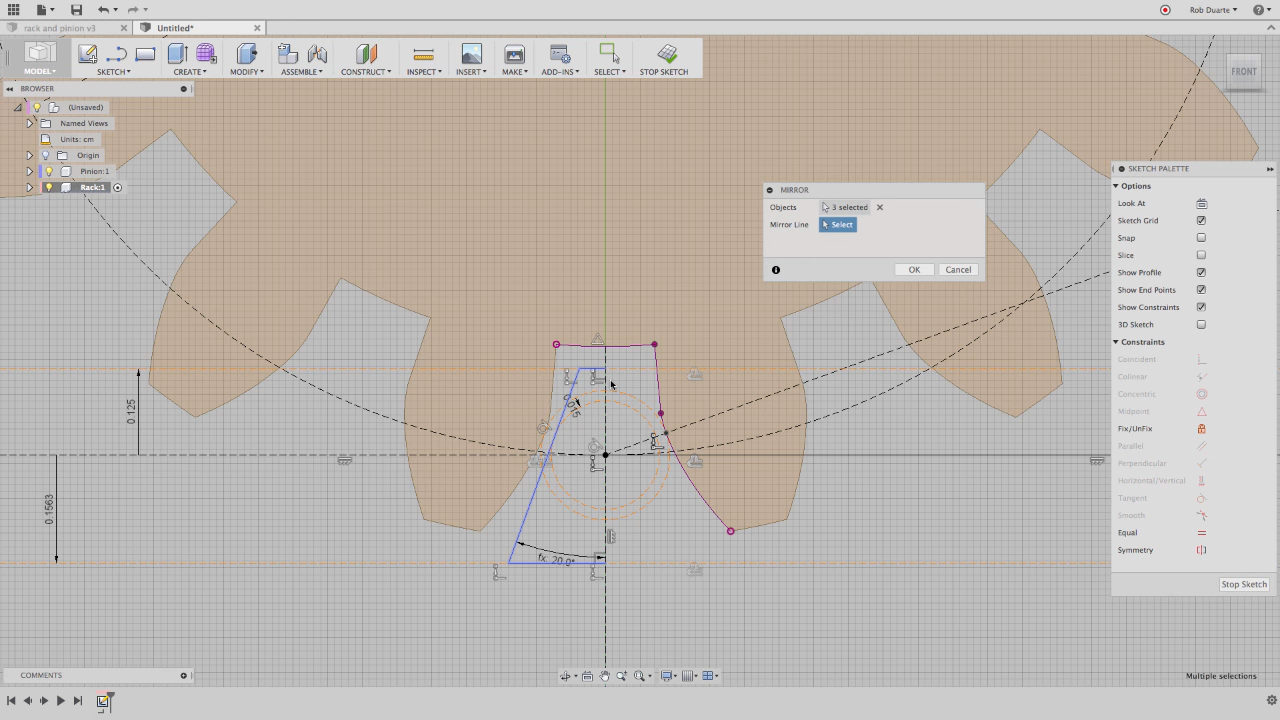 Rob Duarte
rack and pinion v3
Untitled*
MODEL
SKETCH
CREATE
MODIFY
ASSEMBLE
CONSTRUCT
INSPECT
INSERT
MAKE
ADD-INS
SELECT
STOP SKETCH
BROWSER
(Unsaved)
Named Views
Units: cm
Origin
Pinion:1
Rack:1
FRONT
MIRROR
Objects
3 selected
Mirror Line
Select
OK
Cancel
SKETCH PALETTE
Options
Look At
Sketch Grid
Snap
Slice
Show Profile
Show End Points
Show Constraints
3D Sketch
Constraints
Coincident
Colinear
Concentric
Midpoint
Fix/UnFix
Parallel
Perpendicular
Horizontal/Vertical
Tangent
Smooth
Equal
Symmetry
Stop Sketch
0.125
0.015
0.1563
fx: 20.0°
COMMENTS
Multiple selections